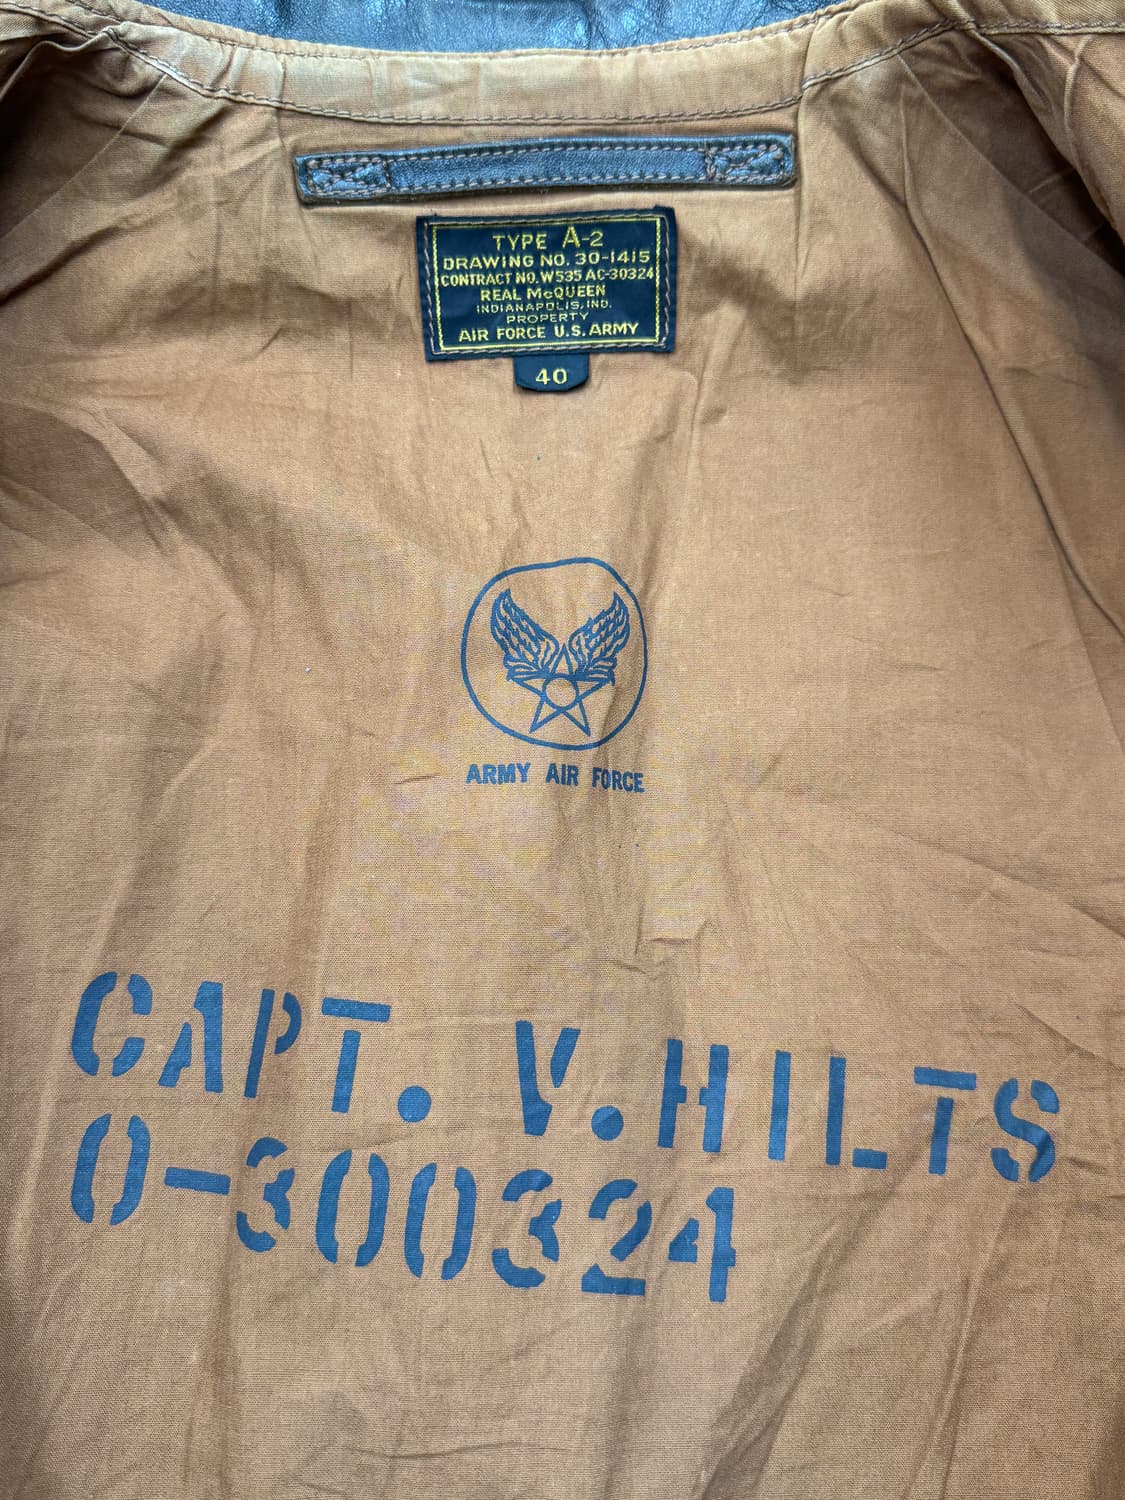 TYPE A-2
DRAWING NO. 30-1415
CONTRACT NO. W535 AC-30324
REAL McQUEEN
INDIANAPOLIS, IND.
PROPERTY
AIR FORCE U.S. ARMY
40
ARMY AIR FORCE
CAPT. V.HILTS
0-300324